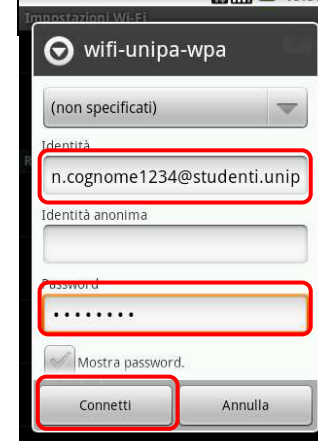 Impostazioni Wi-Fi
wifi-unipa-wpa
(non specificati)
Identità
n.cognome1234@studenti.unip
Identità anonima
Password
••••••••
Mostra password.
Connetti
Annulla